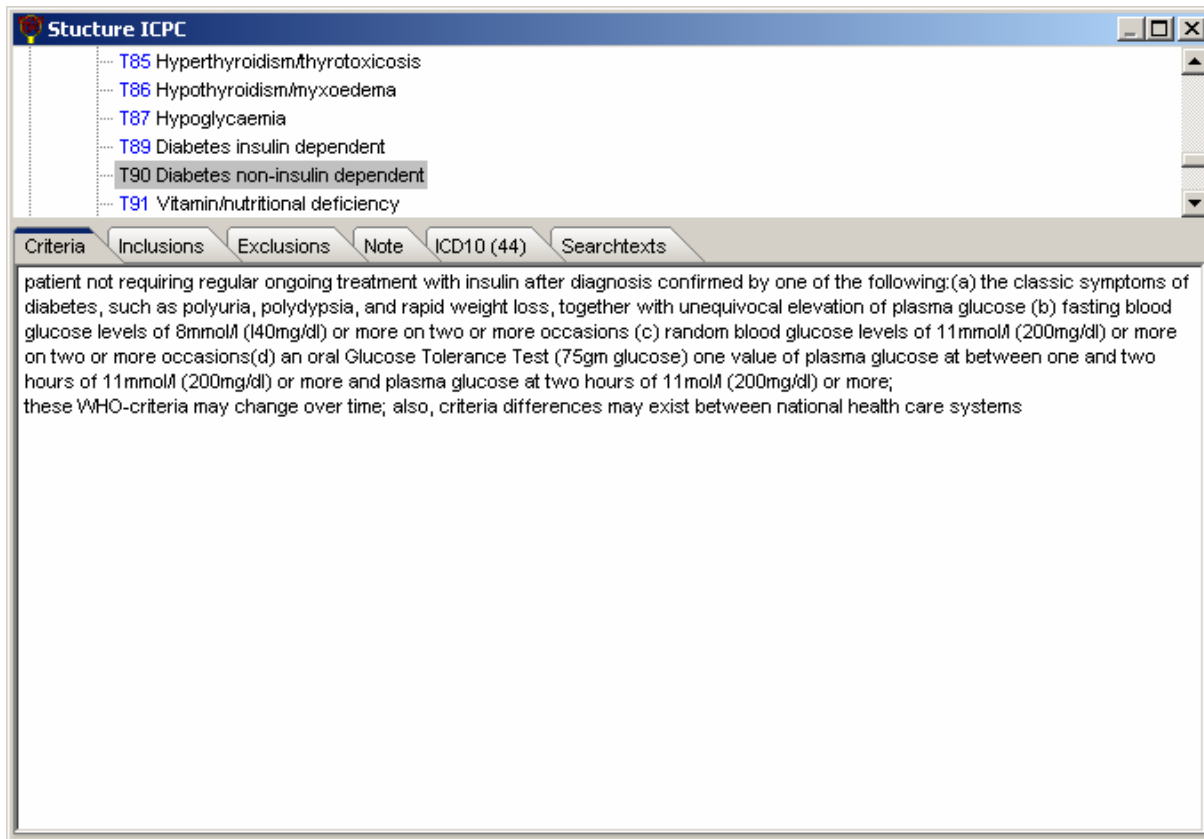 Stucture ICPC
T85 Hyperthyroidism/thyrotoxicosis
T86 Hypothyroidism/myxoedema
T87 Hypoglycaemia
T89 Diabetes insulin dependent
T90 Diabetes non-insulin dependent
T91 Vitamin/nutritional deficiency
Criteria Inclusions Exclusions Note ICD10 (44) Searchtexts
patient not requiring regular ongoing treatment with insulin after diagnosis confirmed by one of the following:(a) the classic symptoms of
diabetes, such as polyuria, polydypsia, and rapid weight loss, together with unequivocal elevation of plasma glucose (b) fasting blood
glucose levels of 8mmol/l (l40mg/dl) or more on two or more occasions (c) random blood glucose levels of 11mmol/l (200mg/dl) or more
on two or more occasions(d) an oral Glucose Tolerance Test (75gm glucose) one value of plasma glucose at between one and two
hours of 11mmol/l (200mg/dl) or more and plasma glucose at two hours of 11mol/l (200mg/dl) or more;
these WHO-criteria may change over time; also, criteria differences may exist between national health care systems